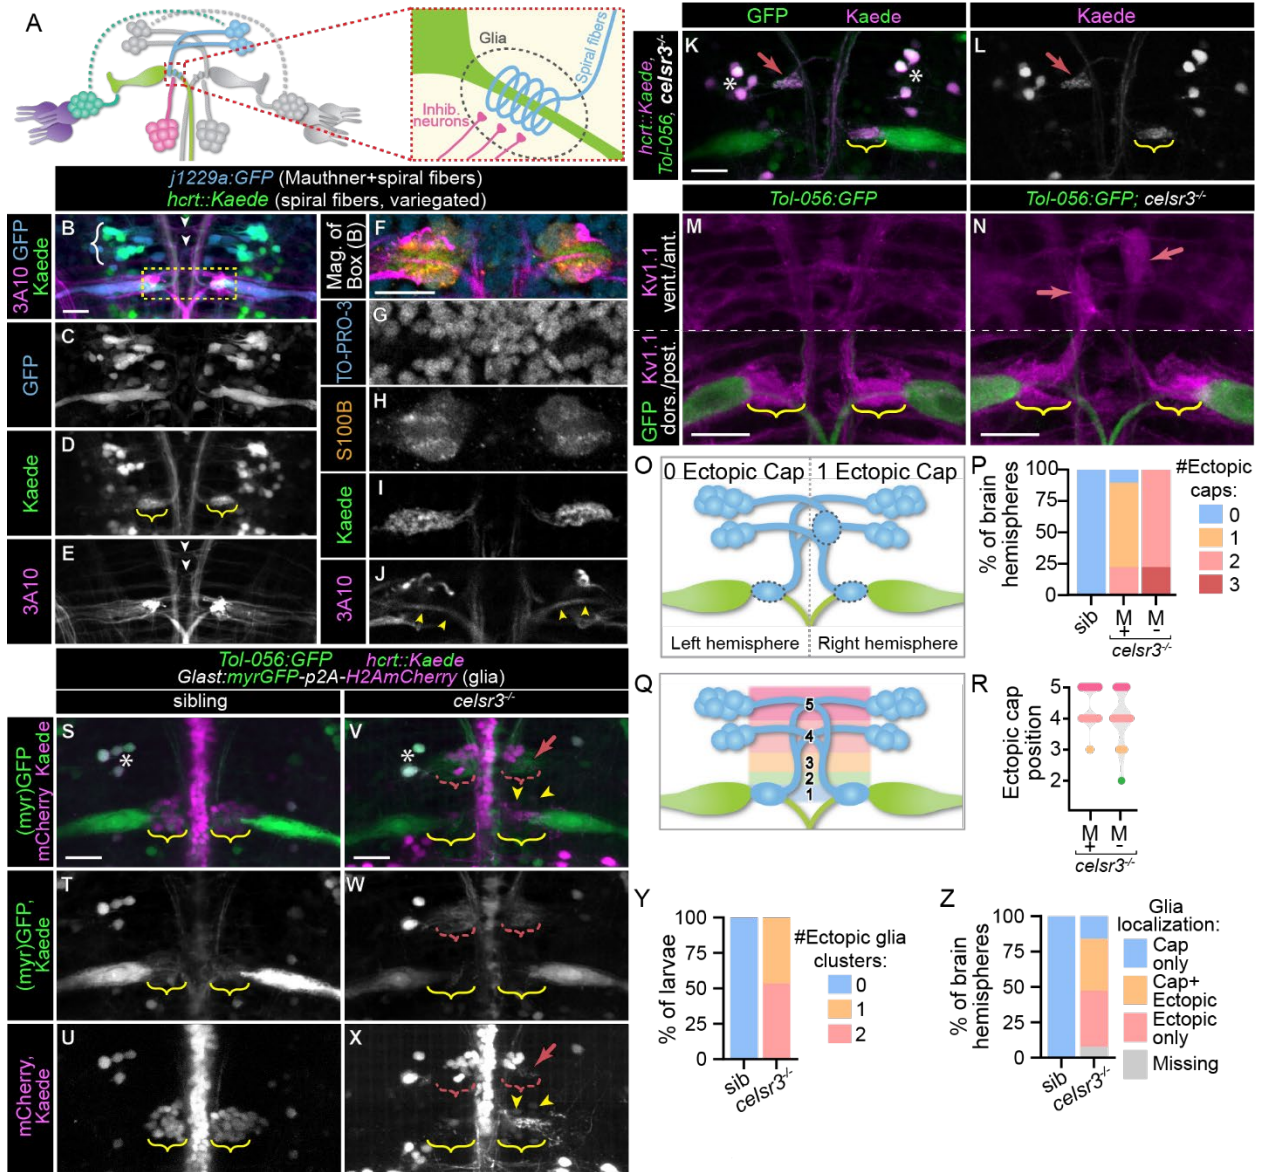 A
Glia
Spiral fibers
Inhib.
neurons
j1229a:GFP (Mauthner+spiral fibers)
hcrt::Kaede (spiral fibers, variegated)
3A10 GFP
Kaede
B
GFP
C
Kaede
D
3A10
E
Mag. of
Box (B)
F
TO-PRO-3
G
S100B
H
Kaede
I
3A10
J
GFP Kaede
Kaede
hcrt::Kaede,
Tol-056, celsr3-/-
K
*
*
L
Tol-056:GFP
Tol-056:GFP; celsr3-/-
Kv1.1
vent./ant.
GFP Kv1.1
dors./post.
M
N
O
0 Ectopic Cap
1 Ectopic Cap
Left hemisphere
Right hemisphere
P
% of brain
hemispheres
100
75
50
25
0
sib
M
+
M
-
celsr3-/-
#Ectopic
caps:
0
1
2
3
Q
5
4
3
2
1
R
Ectopic cap
position
5
4
3
2
M
+
M
-
celsr3-/-
Tol-056:GFP hcrt::Kaede
Glast:myrGFP-p2A-H2AmCherry (glia)
sibling
celsr3-/-
(myr)GFP
mCherry Kaede
S
*
V
*
(myr)GFP,
Kaede
T
W
mCherry,
Kaede
U
X
Y
% of larvae
100
75
50
25
0
sib
celsr3-/-
#Ectopic glia
clusters:
0
1
2
Z
% of brain
hemispheres
100
75
50
25
0
sib
celsr3-/-
Glia
localization:
Cap
only
Cap+
Ectopic
Ectopic
only
Missing